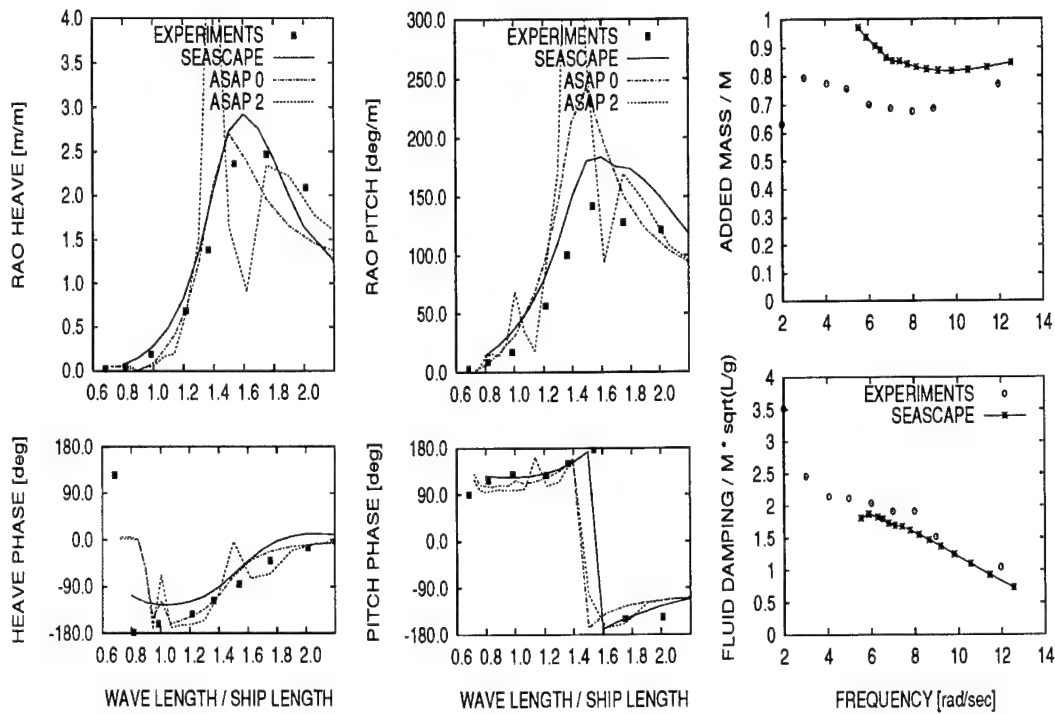 RAO HEAVE [m/m]
4.0
3.5
3.0
2.5
2.0
1.5
1.0
0.5
0.0
EXPERIMENTS
SEASCAPE
ASAP 0
ASAP 2
0.6 0.8 1.0 1.2 1.4 1.6 1.8 2.0
RAO PITCH [deg/m]
300.0
250.0
200.0
150.0
100.0
50.0
0.0
EXPERIMENTS
SEASCAPE
ASAP 0
ASAP 2
0.6 0.8 1.0 1.2 1.4 1.6 1.8 2.0
ADDED MASS / M
1
0.9
0.8
0.7
0.6
0.5
0.4
0.3
0.2
0.1
0
2 4 6 8 10 12 14
HEAVE PHASE [deg]
180.0
90.0
0.0
-90.0
-180.0
0.6 0.8 1.0 1.2 1.4 1.6 1.8 2.0
WAVE LENGTH / SHIP LENGTH
PITCH PHASE [deg]
180.0
90.0
0.0
-90.0
-180.0
0.6 0.8 1.0 1.2 1.4 1.6 1.8 2.0
WAVE LENGTH / SHIP LENGTH
FLUID DAMPING / M * sqrt(L/g)
4
3.5
3
2.5
2
1.5
1
0.5
0
EXPERIMENTS
SEASCAPE
2 4 6 8 10 12 14
FREQUENCY [rad/sec]